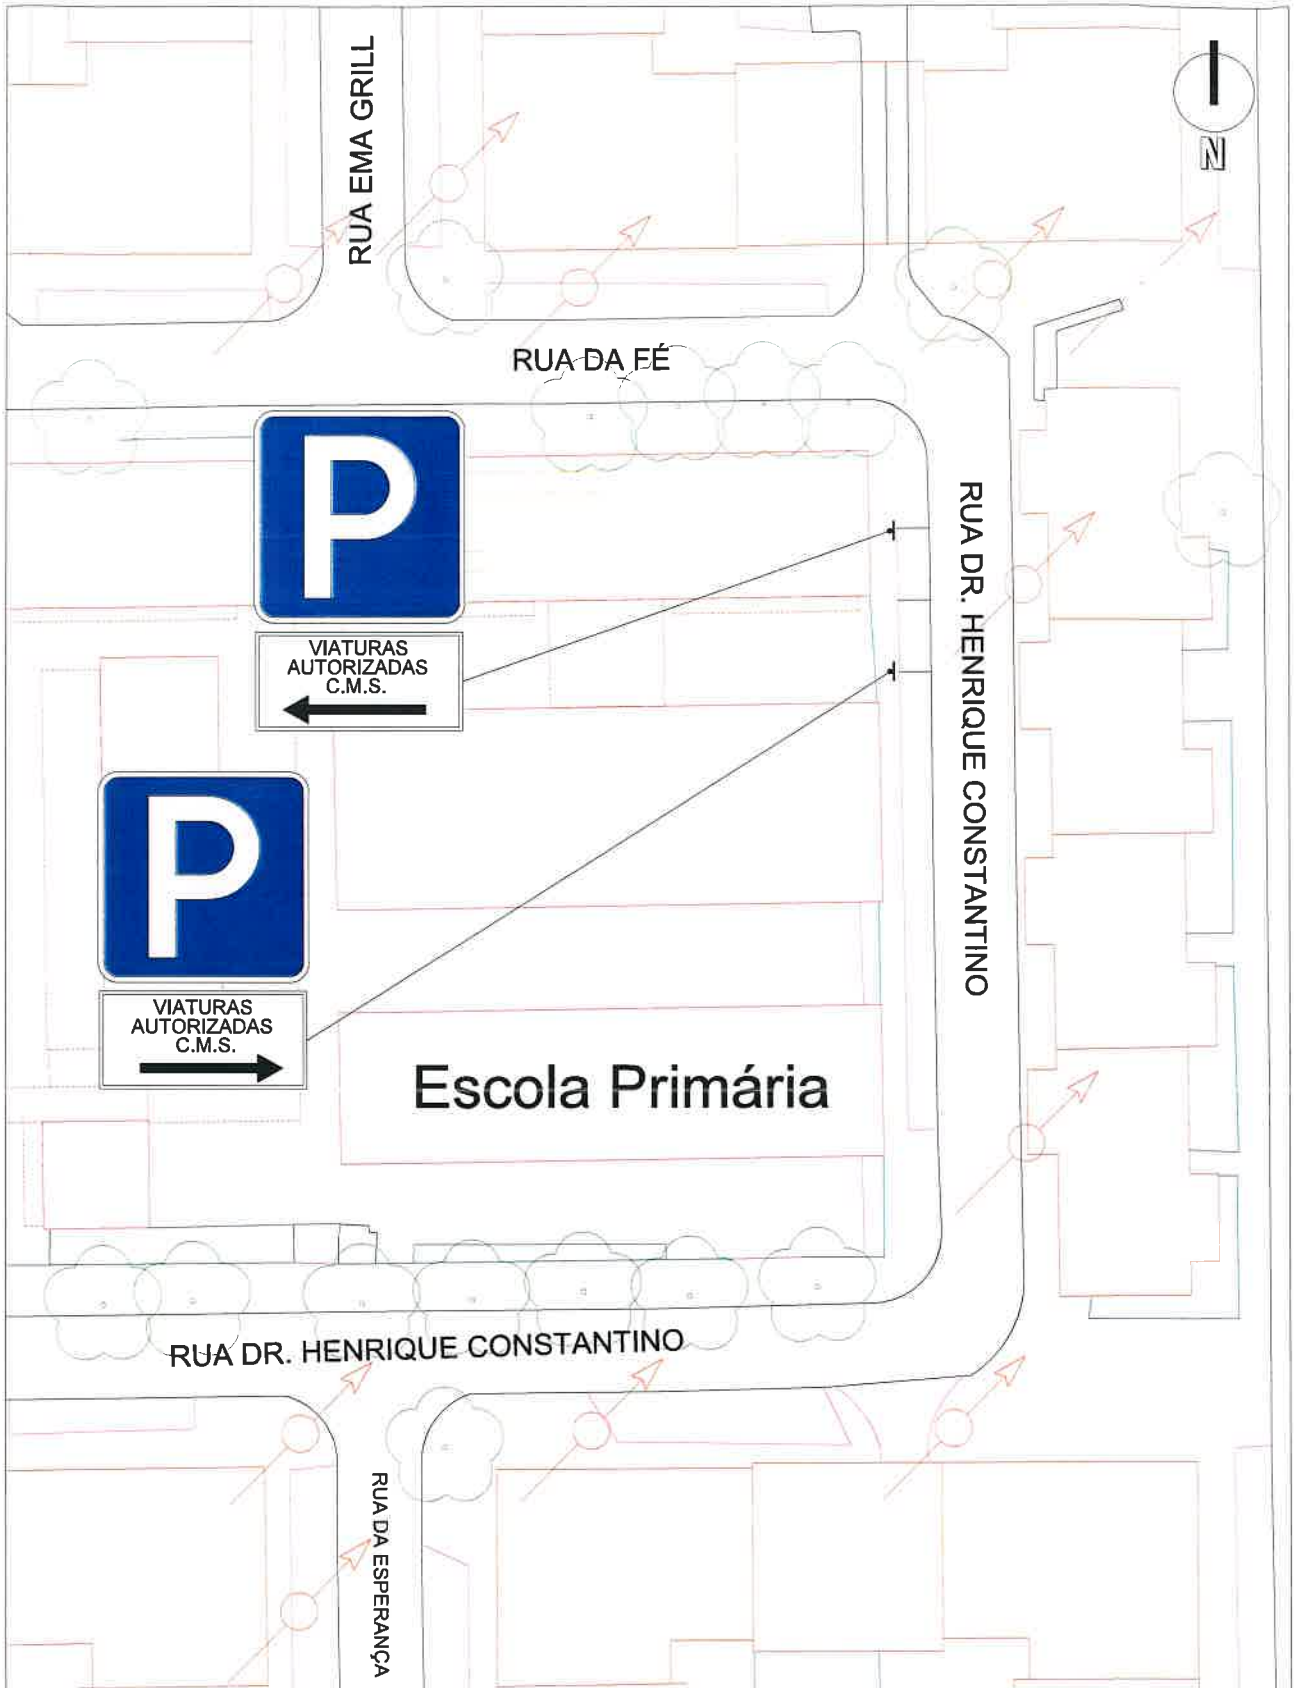 RUA EMA GRILL
N
RUA DA FÉ
P
VIATURAS
AUTORIZADAS
C.M.S.
RUA DR. HENRIQUE CONSTANTINO
P
VIATURAS
AUTORIZADAS
C.M.S.
Escola Primária
RUA DR. HENRIQUE CONSTANTINO
RUA DA ESPERANÇA